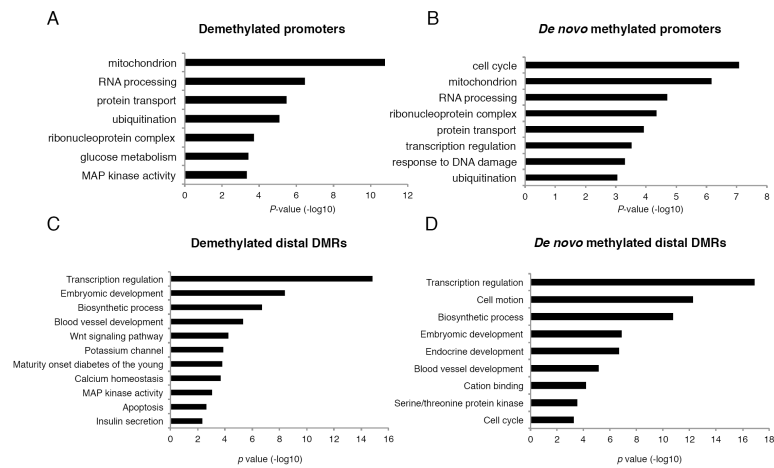 A
Demethylated promoters
mitochondrion
RNA processing
protein transport
ubiquitination
ribonucleoprotein complex
glucose metabolism
MAP kinase activity
0 2 4 6 8 10 12
P-value (-log10)
B
De novo methylated promoters
cell cycle
mitochondrion
RNA processing
ribonucleoprotein complex
protein transport
transcription regulation
response to DNA damage
ubiquitination
0 1 2 3 4 5 6 7 8
P-value (-log10)
C
Demethylated distal DMRs
Transcription regulation
Embryomic development
Biosynthetic process
Blood vessel development
Wnt signaling pathway
Potassium channel
Maturity onset diabetes of the young
Calcium homeostasis
MAP kinase activity
Apoptosis
Insulin secretion
0 2 4 6 8 10 12 14 16
p value (-log10)
D
De novo methylated distal DMRs
Transcription regulation
Cell motion
Biosynthetic process
Embryomic development
Endocrine development
Blood vessel development
Cation binding
Serine/threonine protein kinase
Cell cycle
0 2 4 6 8 10 12 14 16 18
p value (-log10)